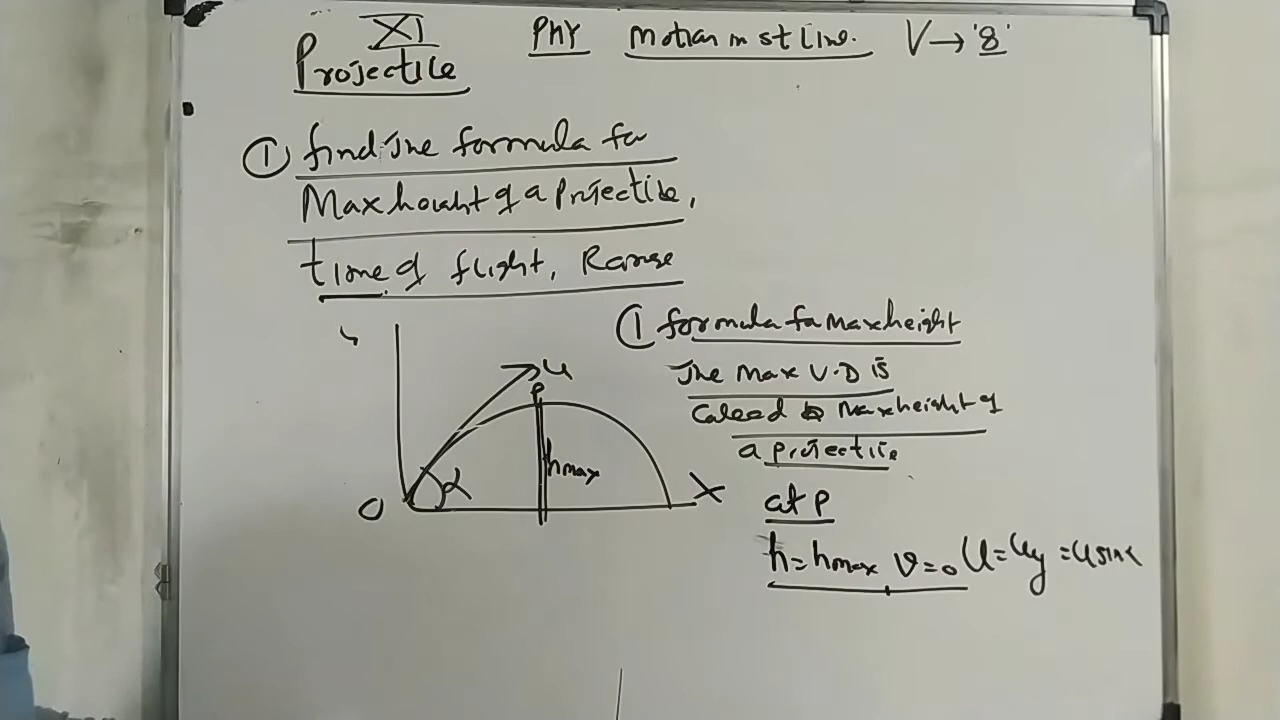 XI PHY Motion in st Line. V→'8'
Projectile
① find the formula for
Max height of a Projectile,
time of flight, Range
① formula for Max height
The max V.D is
Called Max height of
a projectile
u
P
hmax
α
O X
at P
h=hmax v=0 U=Uy=Usinα